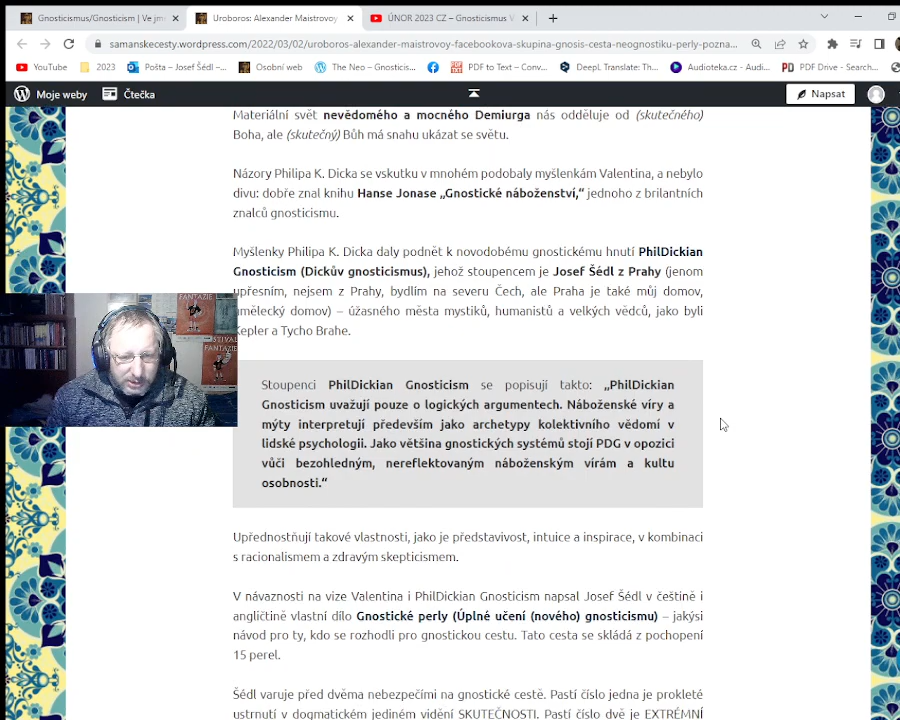 Gnosticismus/Gnosticism | Ve jm
Uroboros: Alexander Maistrovoy,
ÚNOR 2023 CZ – Gnosticismus V
samanskecesty.wordpress.com/2022/03/02/uroboros-alexander-maistrovoy-facebookova-skupina-gnosis-cesta-neognostiku-perly-pozna...
YouTube
2023
Pošta – Josef Šédl –...
Osobní web
The Neo – Gnosticis...
PDF to Text – Conv...
DeepL Translate: Th...
Audioteka.cz - Audi...
PDF Drive - Search...
Moje weby
Čtečka
Napsat
Materiální svět nevědomého a mocného Demiurga nás odděluje od (skutečného)
Boha, ale (skutečný) Bůh má snahu ukázat se světu.
Názory Philipa K. Dicka se vskutku v mnohém podobaly myšlenkám Valentina, a nebylo
divu: dobře znal knihu Hanse Jonase „Gnostické náboženství,“ jednoho z brilantních
znalců gnosticismu.
Myšlenky Philipa K. Dicka daly podnět k novodobému gnostickému hnutí PhilDickian
Gnosticism (Dickův gnosticismus), jehož stoupencem je Josef Šédl z Prahy (jenom
upřesním, nejsem z Prahy, bydlím na severu Čech, ale Praha je také můj domov,
umělecký domov) – úžasného města mystiků, humanistů a velkých vědců, jako byli
Kepler a Tycho Brahe.
FANTAZIE
FESTIVAL
FANTAZIE
Stoupenci PhilDickian Gnosticism se popisují takto: „PhilDickian
Gnosticism uvažují pouze o logických argumentech. Náboženské víry a
mýty interpretují především jako archetypy kolektivního vědomí v
lidské psychologii. Jako většina gnostických systémů stojí PDG v opozici
vůči bezohledným, nereflektovaným náboženským vírám a kultu
osobnosti.“
Upřednostňují takové vlastnosti, jako je představivost, intuice a inspirace, v kombinaci
s racionalismem a zdravým skepticismem.
V návaznosti na vize Valentina i PhilDickian Gnosticism napsal Josef Šédl v češtině i
angličtině vlastní dílo Gnostické perly (Úplné učení (nového) gnosticismu) – jakýsi
návod pro ty, kdo se rozhodli pro gnostickou cestu. Tato cesta se skládá z pochopení
15 perel.
Šédl varuje před dvěma nebezpečími na gnostické cestě. Pastí číslo jedna je prokleté
ustrnutí v dogmatickém jediném vidění SKUTEČNOSTI. Pastí číslo dvě je EXTRÉMNÍ